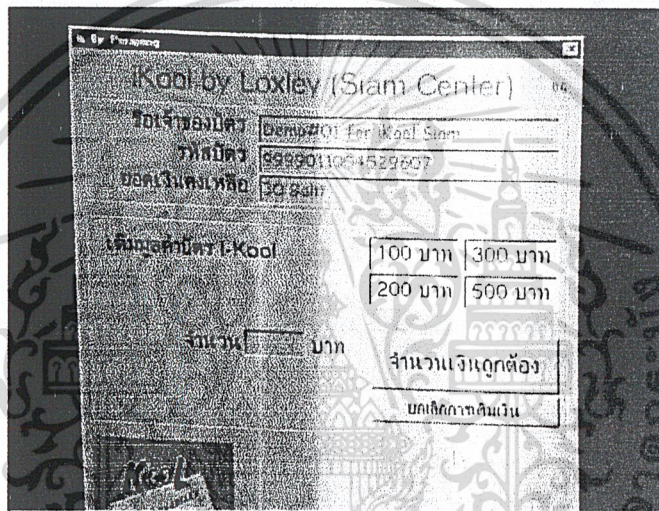 By Peragong
iKool by Loxley (Siam Center)
ชื่อเจ้าของบัตร Demo#01 For iKool Siam
รหัสบัตร 9999011064529607
ยอดเงินคงเหลือ 30 Baht
เติมมูลค่าบัตร I-Kool
100 บาท 300 บาท
200 บาท 500 บาท
จำนวน บาท
จำนวนเงินถูกต้อง
ยกเลิกการเติมเงิน